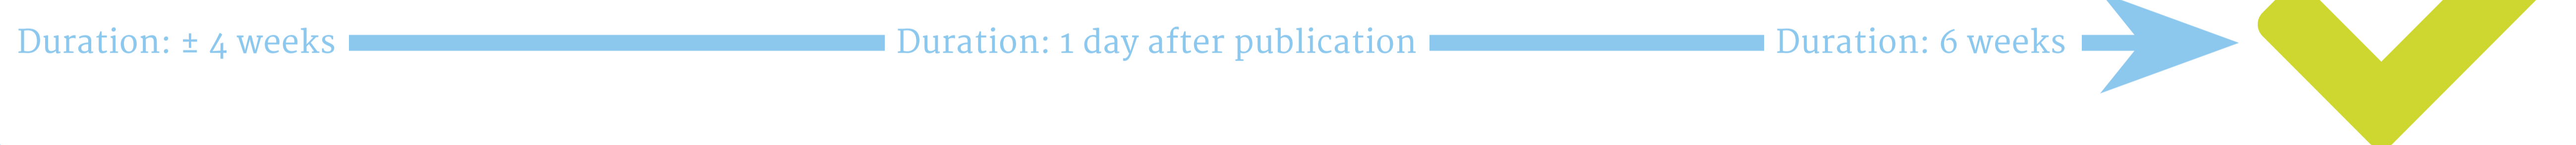 Duration: ± 4 weeks
Duration: 1 day after publication
Duration: 6 weeks